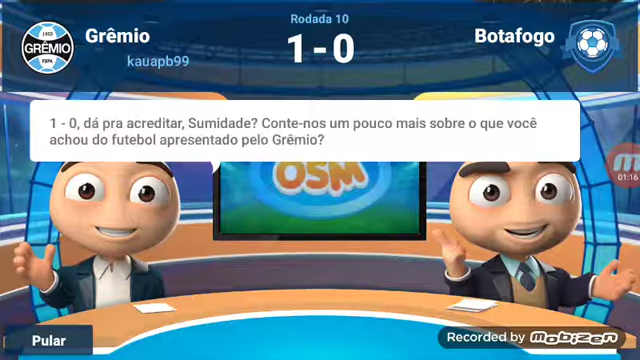 Rodada 10
Grêmio
1 - 0
Botafogo
kauapb99
1903
GRÊMIO
FBPA
1 - 0, dá pra acreditar, Sumidade? Conte-nos um pouco mais sobre o que você
achou do futebol apresentado pelo Grêmio?
OSM
01:16
Pular
Recorded by Mobizen